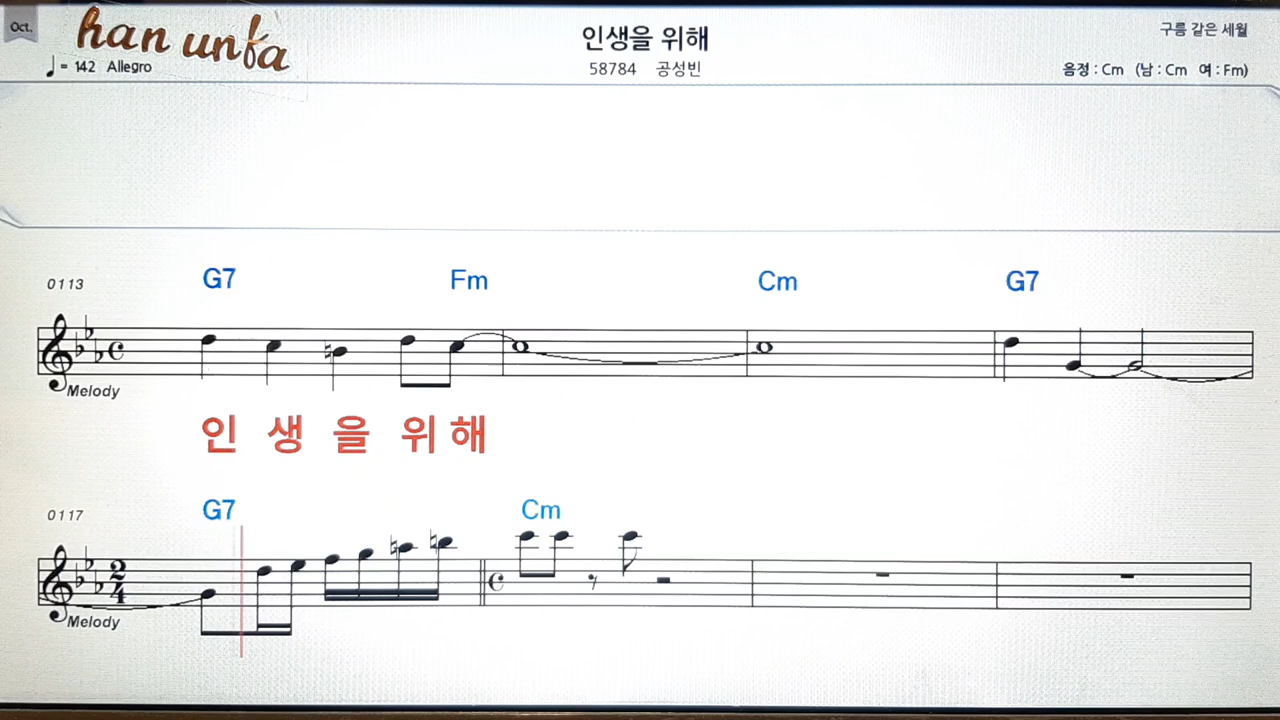 Oct.
han unfa
인생을 위해
구름 같은 세월
♩= 142 Allegro
58784 공성빈
음정 : Cm (남 : Cm 여 : Fm)
0113
G7 Fm Cm G7
Melody
인 생 을 위 해
0117
G7 Cm
2
4
Melody